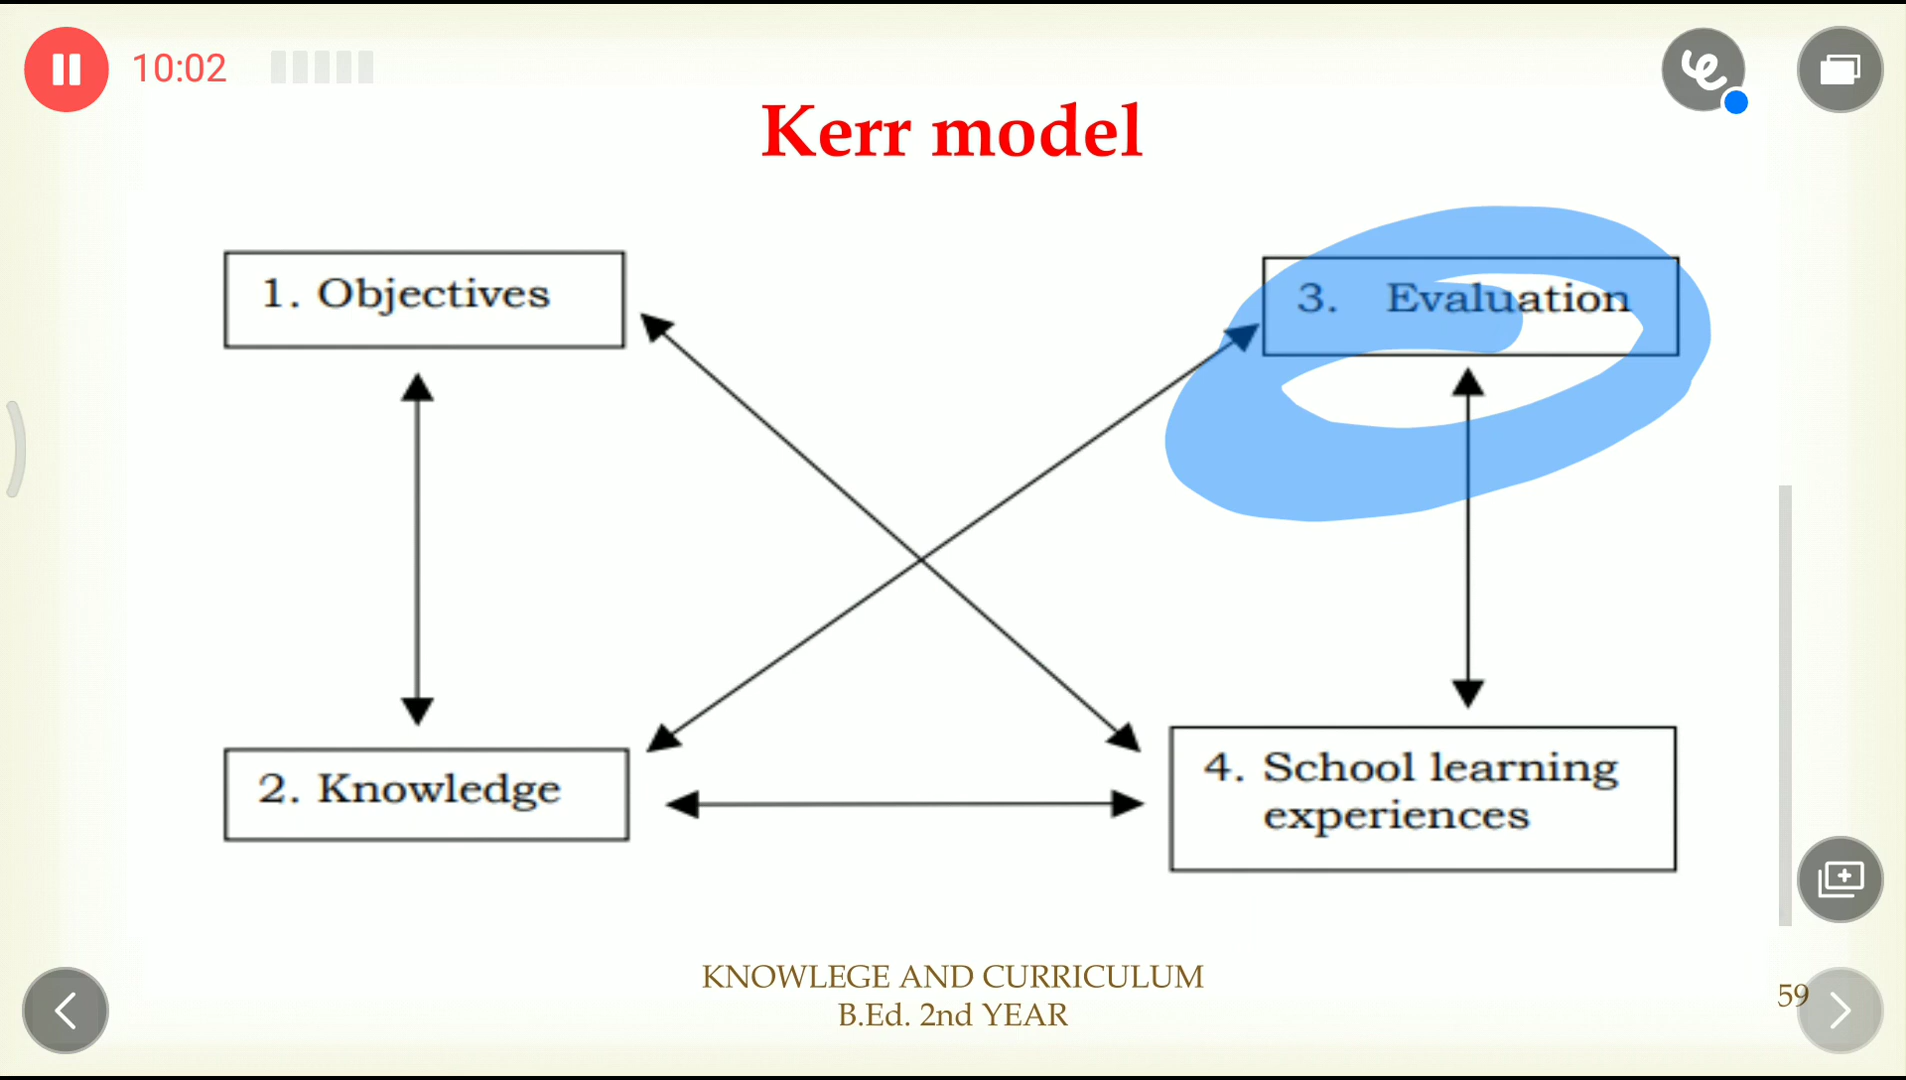 10:02
Kerr model
1. Objectives
3. Evaluation
2. Knowledge
4. School learning
experiences
KNOWLEGE AND CURRICULUM
B.Ed. 2nd YEAR
59